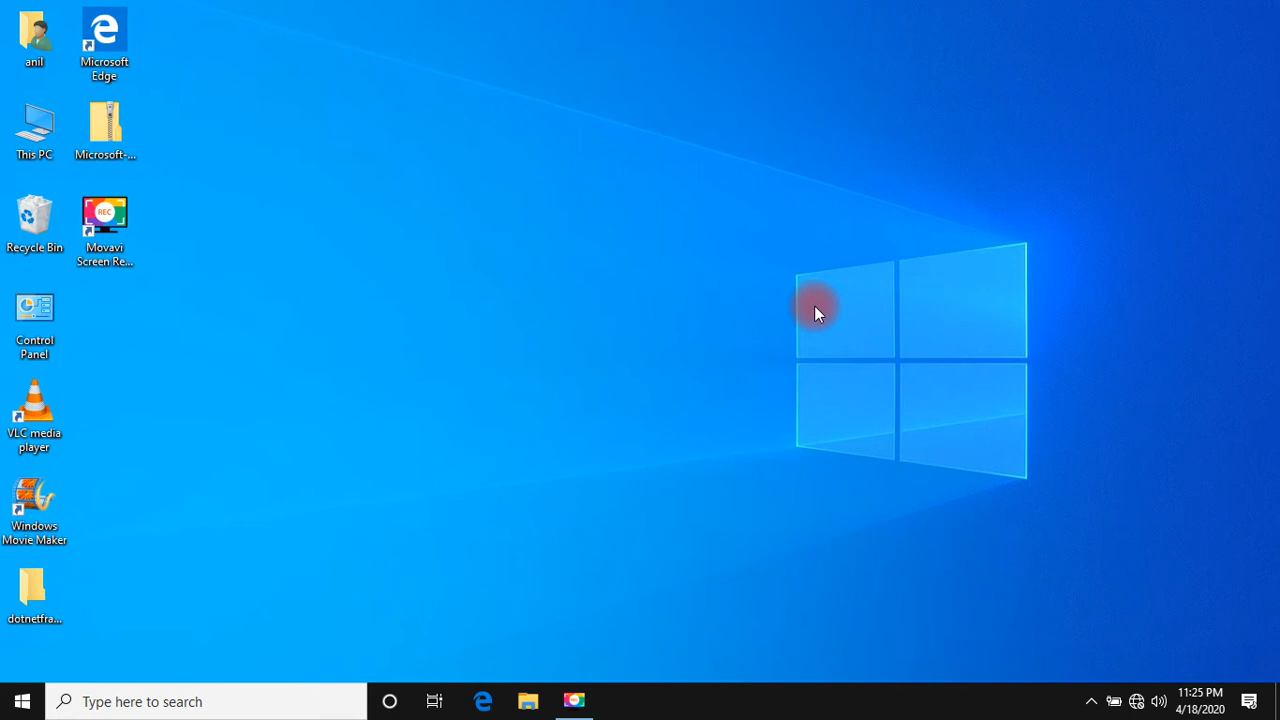 anil
Microsoft
Edge
This PC
Microsoft-...
Recycle Bin
REC
Movavi
Screen Re...
Control
Panel
VLC media
player
Windows
Movie Maker
dotnetfra...
Type here to search
11:25 PM
4/18/2020